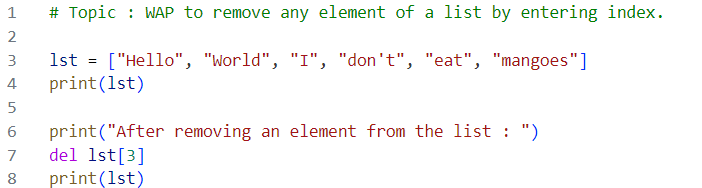 1 # Topic : WAP to remove any element of a list by entering index.
2
3 lst = ["Hello", "World", "I", "don't", "eat", "mangoes"]
4 print(lst)
5
6 print("After removing an element from the list : ")
7 del lst[3]
8 print(lst)